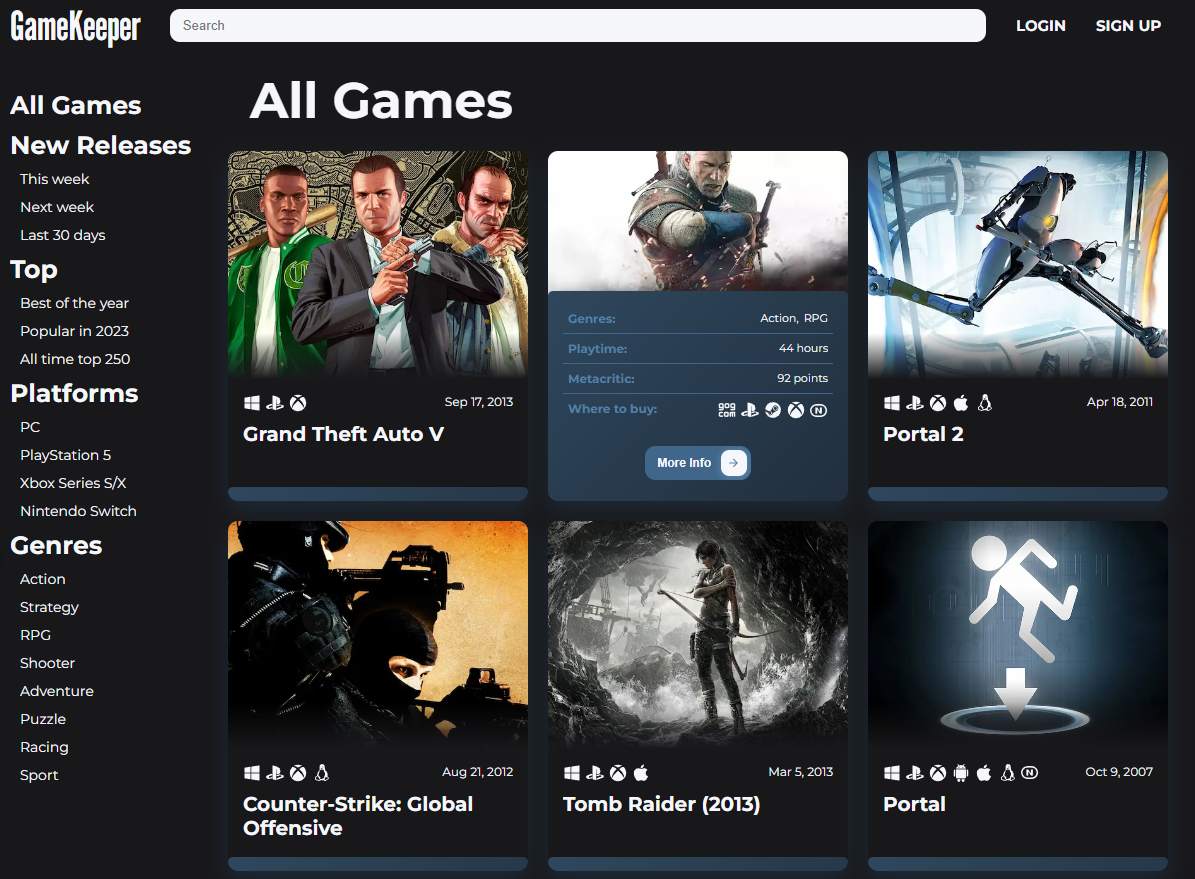 GameKeeper
Search
LOGIN
SIGN UP
All Games
New Releases
This week
Next week
Last 30 days
Top
Best of the year
Popular in 2023
All time top 250
Platforms
PC
PlayStation 5
Xbox Series S/X
Nintendo Switch
Genres
Action
Strategy
RPG
Shooter
Adventure
Puzzle
Racing
Sport
All Games
Sep 17, 2013
Grand Theft Auto V
Genres: Action, RPG
Playtime: 44 hours
Metacritic: 92 points
Where to buy: gog
com
More Info
Apr 18, 2011
Portal 2
Aug 21, 2012
Counter-Strike: Global
Offensive
Mar 5, 2013
Tomb Raider (2013)
Oct 9, 2007
Portal